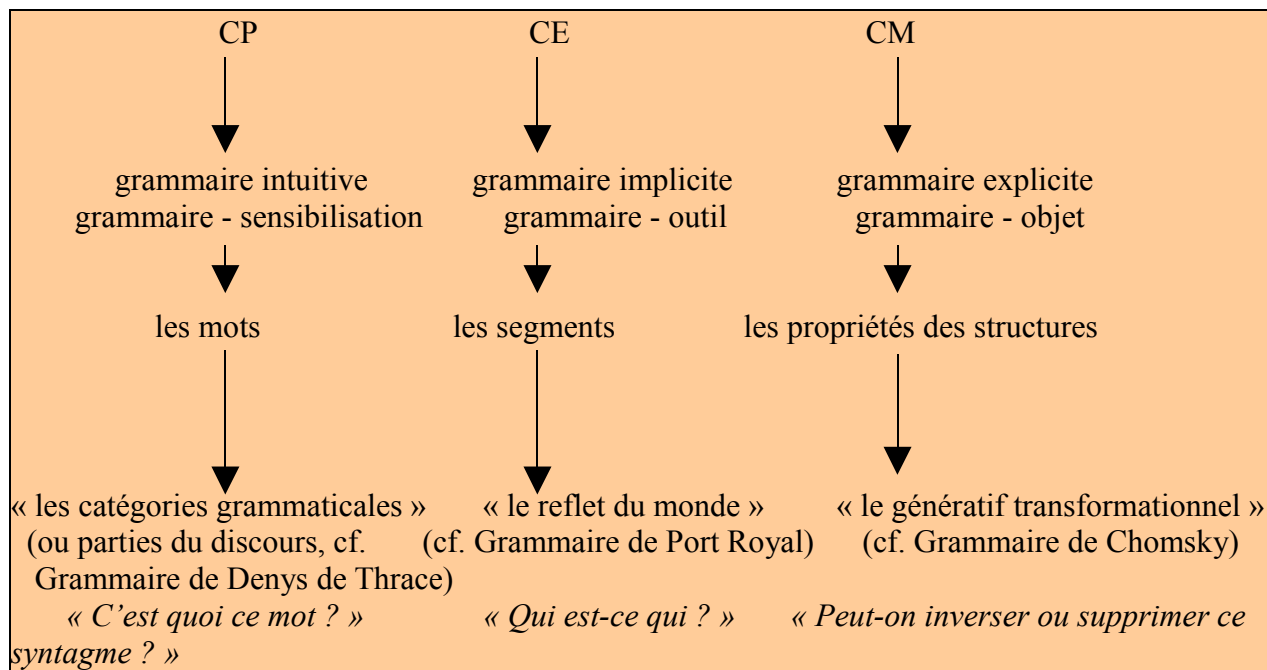 CP CE CM
grammaire intuitive grammaire implicite grammaire explicite
grammaire - sensibilisation grammaire - outil grammaire - objet
les mots les segments les propriétés des structures
« les catégories grammaticales » « le reflet du monde » « le génératif transformationnel »
(ou parties du discours, cf. (cf. Grammaire de Port Royal) (cf. Grammaire de Chomsky)
Grammaire de Denys de Thrace)
« C’est quoi ce mot ? » « Qui est-ce qui ? » « Peut-on inverser ou supprimer ce
syntagme ? »